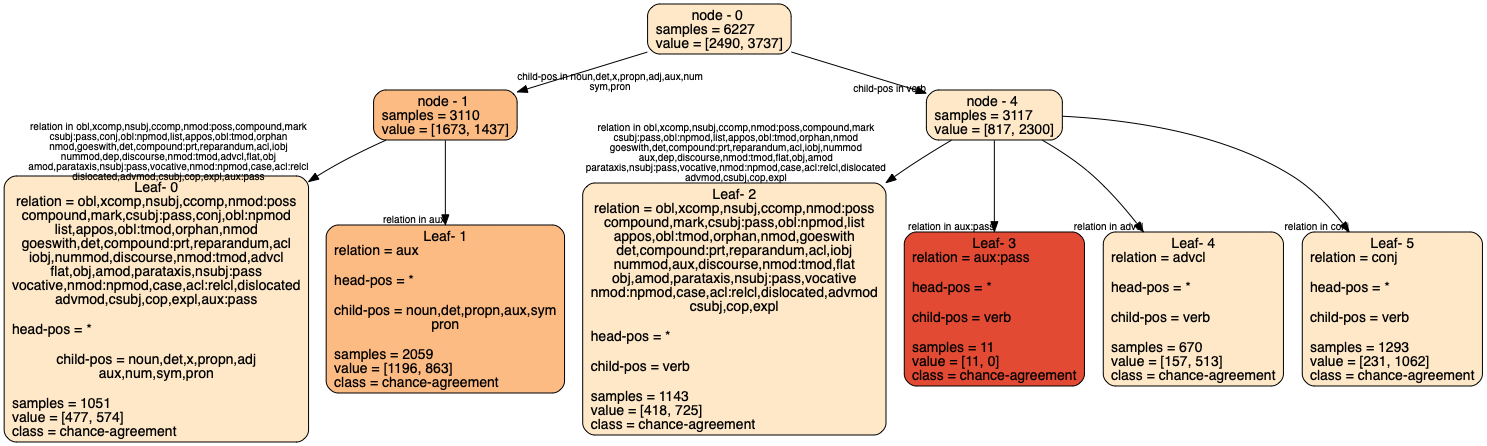 node - 0
samples = 6227
value = [2490, 3737]
child-pos in noun,det,x,propn,adj,aux,num
sym,pron
child-pos in verb
node - 1
samples = 3110
value = [1673, 1437]
node - 4
samples = 3117
value = [817, 2300]
relation in obl,xcomp,nsubj,ccomp,nmod:poss,compound,mark
csubj:pass,conj,obl:npmod,list,appos,obl:tmod,orphan
nmod,goeswith,det,compound:prt,reparandum,acl,iobj
nummod,dep,discourse,nmod:tmod,advcl,flat,obj
amod,parataxis,nsubj:pass,vocative,nmod:npmod,case,acl:relcl
dislocated,advmod,csubj,cop,expl,aux:pass
Leaf- 0
relation = obl,xcomp,nsubj,ccomp,nmod:poss
compound,mark,csubj:pass,conj,obl:npmod
list,appos,obl:tmod,orphan,nmod
goeswith,det,compound:prt,reparandum,acl
iobj,nummod,discourse,nmod:tmod,advcl
flat,obj,amod,parataxis,nsubj:pass
vocative,nmod:npmod,case,acl:relcl,dislocated
advmod,csubj,cop,expl,aux:pass
head-pos = *
child-pos = noun,det,x,propn,adj
aux,num,sym,pron
samples = 1051
value = [477, 574]
class = chance-agreement
relation in aux
Leaf- 1
relation = aux
head-pos = *
child-pos = noun,det,propn,aux,sym
pron
samples = 2059
value = [1196, 863]
class = chance-agreement
relation in obl,xcomp,nsubj,ccomp,nmod:poss,compound,mark
csubj:pass,obl:npmod,list,appos,obl:tmod,orphan,nmod
goeswith,det,compound:prt,reparandum,acl,iobj,nummod
aux,dep,discourse,nmod:tmod,flat,obj,amod
parataxis,nsubj:pass,vocative,nmod:npmod,case,acl:relcl,dislocated
advmod,csubj,cop,expl
Leaf- 2
relation = obl,xcomp,nsubj,ccomp,nmod:poss
compound,mark,csubj:pass,obl:npmod,list
appos,obl:tmod,orphan,nmod,goeswith
det,compound:prt,reparandum,acl,iobj
nummod,aux,discourse,nmod:tmod,flat
obj,amod,parataxis,nsubj:pass,vocative
nmod:npmod,case,acl:relcl,dislocated,advmod
csubj,cop,expl
head-pos = *
child-pos = verb
samples = 1143
value = [418, 725]
class = chance-agreement
relation in aux:pass
Leaf- 3
relation = aux:pass
head-pos = *
child-pos = verb
samples = 11
value = [11, 0]
class = chance-agreement
relation in advcl
Leaf- 4
relation = advcl
head-pos = *
child-pos = verb
samples = 670
value = [157, 513]
class = chance-agreement
relation in conj
Leaf- 5
relation = conj
head-pos = *
child-pos = verb
samples = 1293
value = [231, 1062]
class = chance-agreement